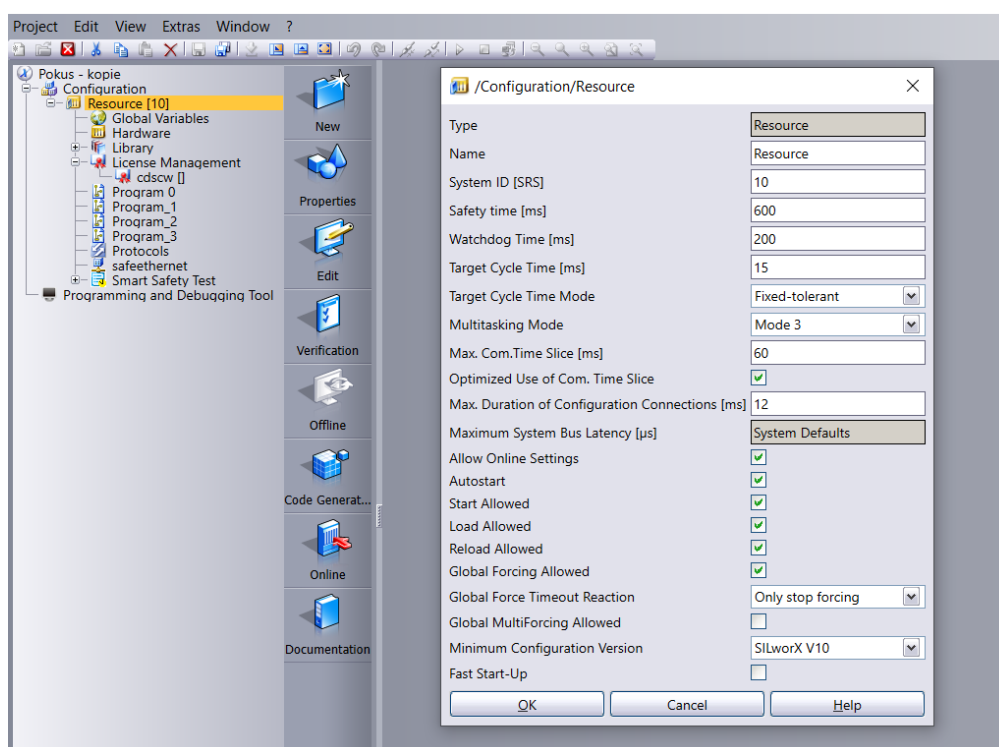 Project Edit View Extras Window ?
Pokus - kopie
Configuration
Resource [10]
Global Variables
Hardware
Library
License Management
cdscw []
Program 0
Program_1
Program_2
Program_3
Protocols
safeethernet
Smart Safety Test
Programming and Debugging Tool
New
Properties
Edit
Verification
Offline
Code Generat...
Online
Documentation
/Configuration/Resource
Type Resource
Name Resource
System ID [SRS] 10
Safety time [ms] 600
Watchdog Time [ms] 200
Target Cycle Time [ms] 15
Target Cycle Time Mode Fixed-tolerant
Multitasking Mode Mode 3
Max. Com.Time Slice [ms] 60
Optimized Use of Com. Time Slice
Max. Duration of Configuration Connections [ms] 12
Maximum System Bus Latency [µs] System Defaults
Allow Online Settings
Autostart
Start Allowed
Load Allowed
Reload Allowed
Global Forcing Allowed
Global Force Timeout Reaction Only stop forcing
Global MultiForcing Allowed
Minimum Configuration Version SILworX V10
Fast Start-Up
OK Cancel Help